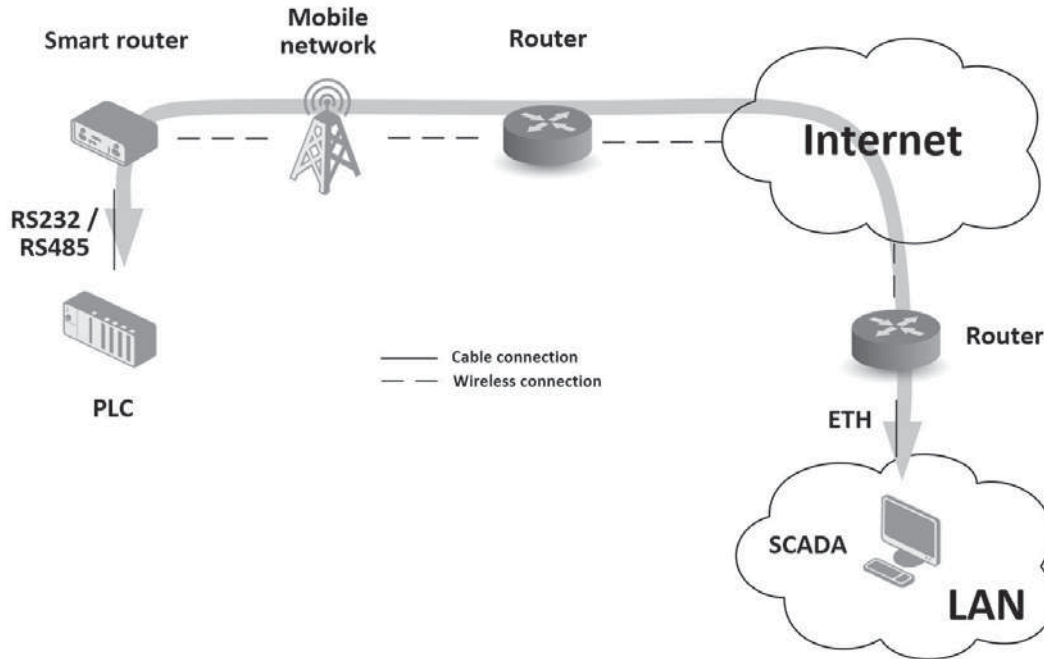 Smart router
Mobile
network
Router
Internet
RS232 /
RS485
PLC
Cable connection
Wireless connection
Router
ETH
SCADA
LAN